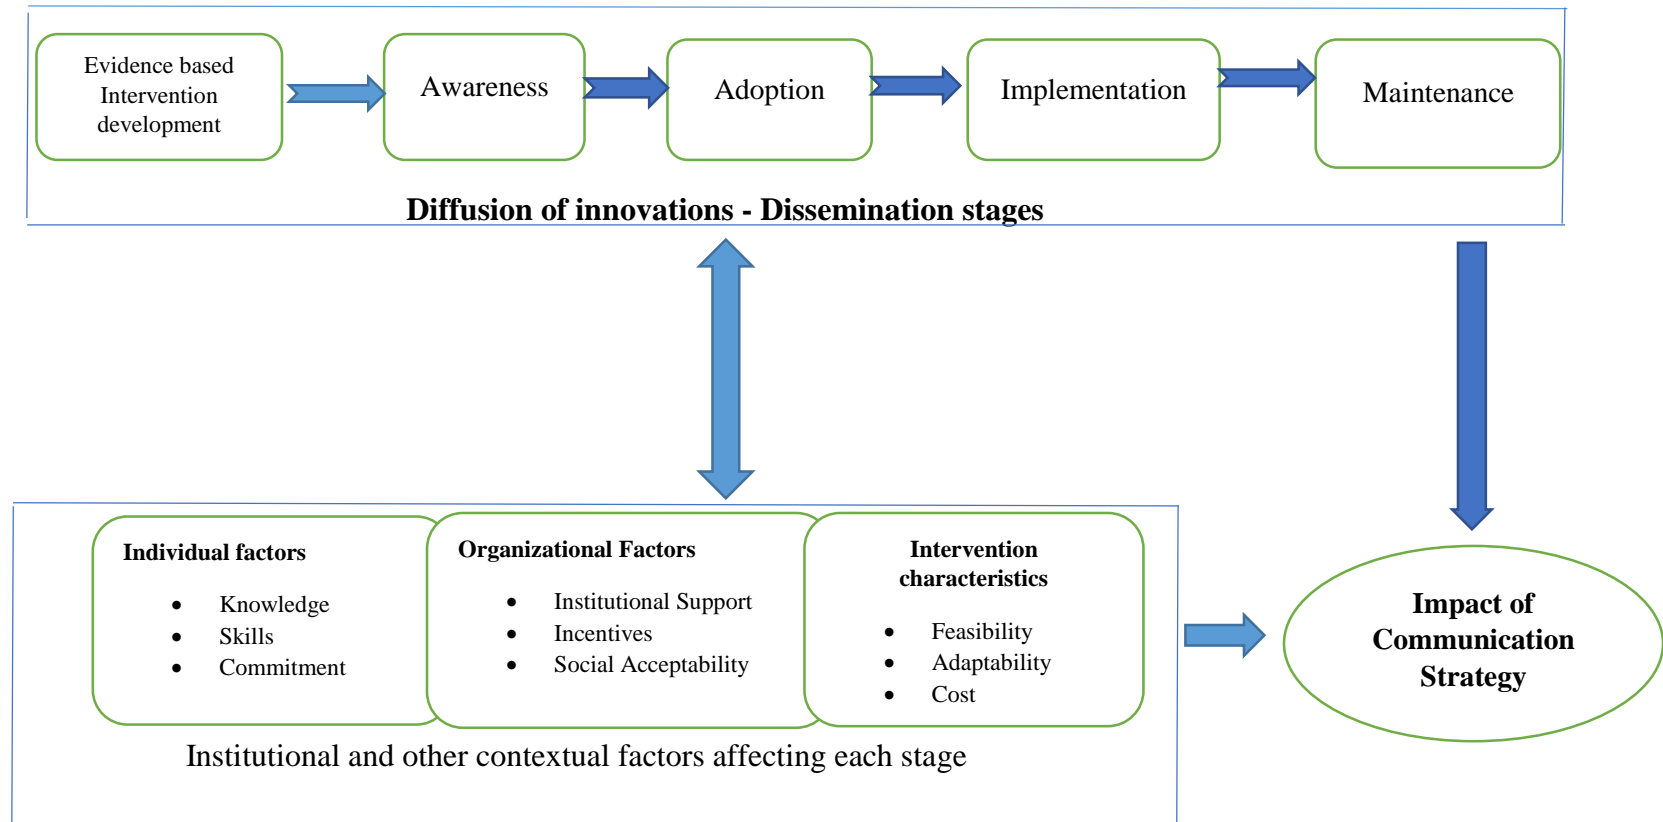 Evidence based
Intervention
development
Awareness
Adoption
Implementation
Maintenance
Diffusion of innovations - Dissemination stages
Individual factors
• Knowledge
• Skills
• Commitment
Organizational Factors
• Institutional Support
• Incentives
• Social Acceptability
Intervention
characteristics
• Feasibility
• Adaptability
• Cost
Impact of
Communication
Strategy
Institutional and other contextual factors affecting each stage